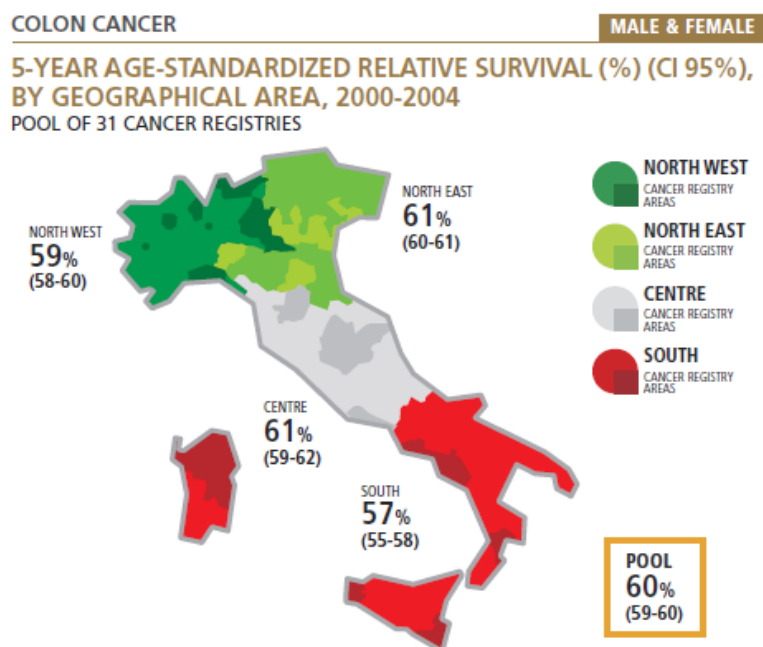 COLON CANCER
MALE & FEMALE
5-YEAR AGE-STANDARDIZED RELATIVE SURVIVAL (%) (CI 95%),
BY GEOGRAPHICAL AREA, 2000-2004
POOL OF 31 CANCER REGISTRIES
NORTH WEST
59%
(58-60)
NORTH EAST
61%
(60-61)
CENTRE
61%
(59-62)
SOUTH
57%
(55-58)
NORTH WEST
CANCER REGISTRY
AREAS
NORTH EAST
CANCER REGISTRY
AREAS
CENTRE
CANCER REGISTRY
AREAS
SOUTH
CANCER REGISTRY
AREAS
POOL
60%
(59-60)